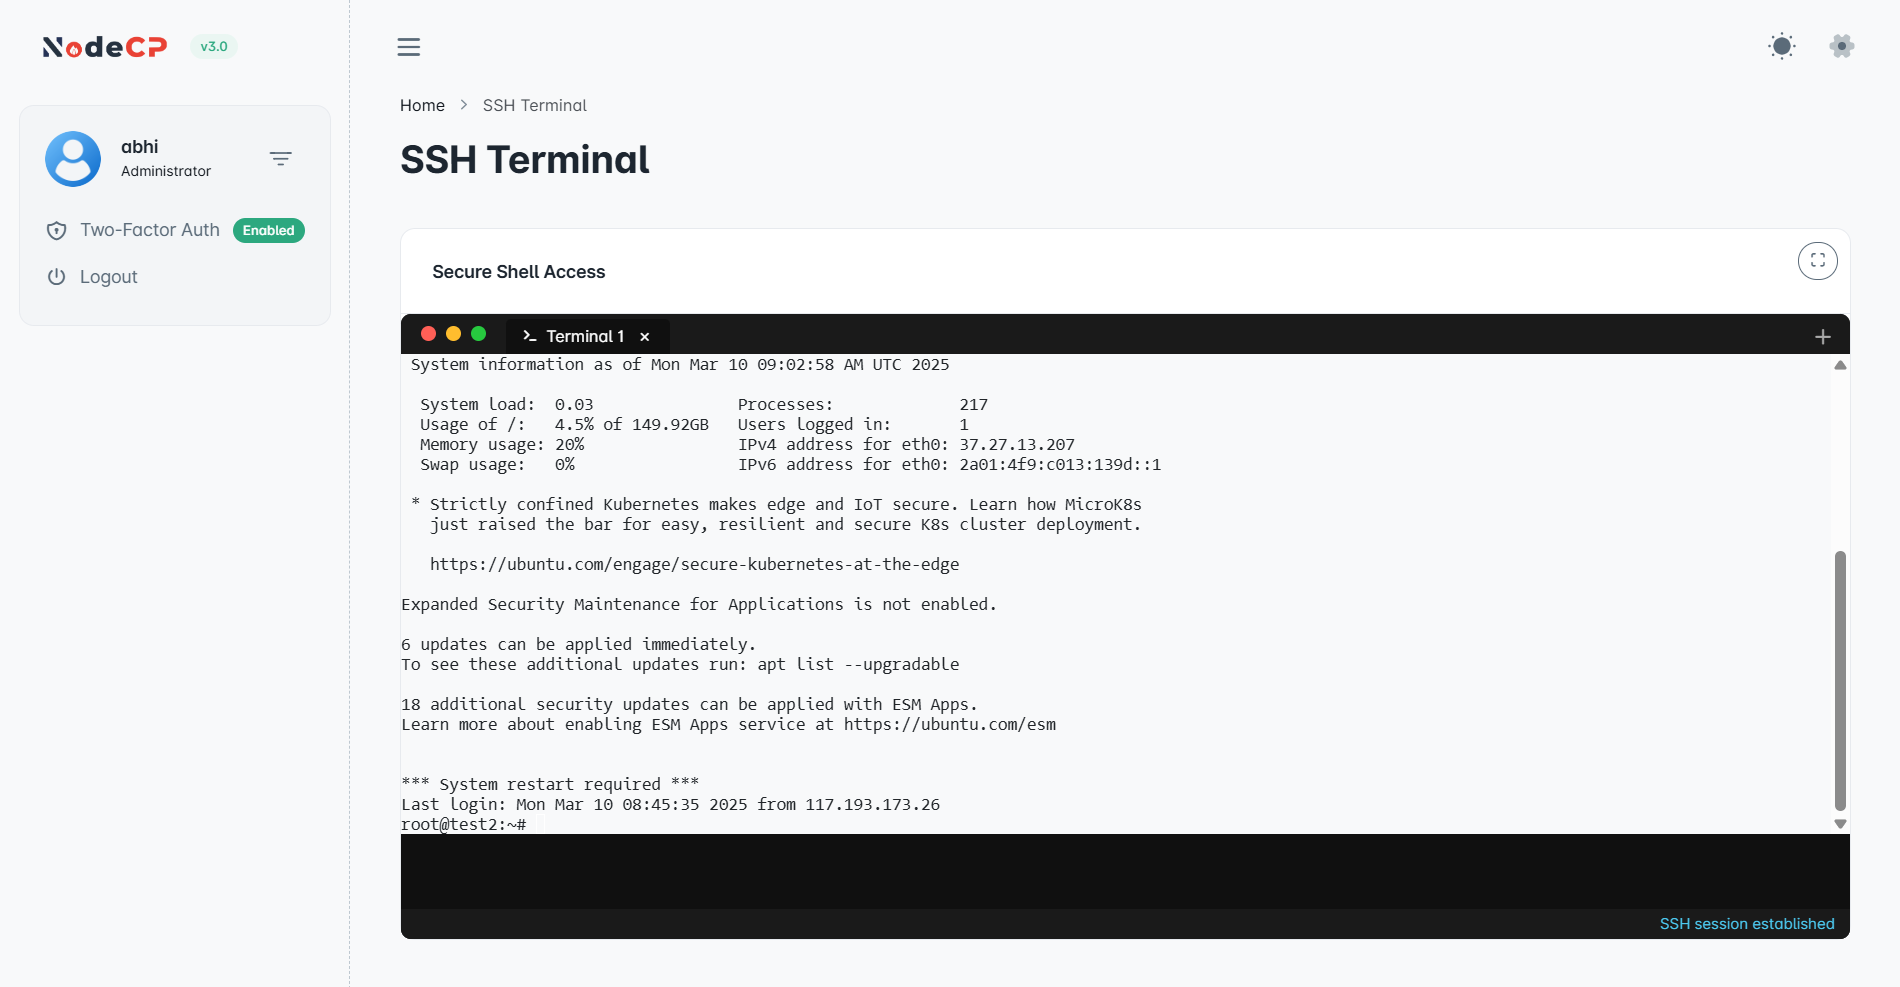 NodeCP v3.0
abhi
Administrator
Two-Factor Auth Enabled
Logout
Home > SSH Terminal
SSH Terminal
Secure Shell Access
Terminal 1
System information as of Mon Mar 10 09:02:58 AM UTC 2025
System load: 0.03 Processes: 217
Usage of /: 4.5% of 149.92GB Users logged in: 1
Memory usage: 20% IPv4 address for eth0: 37.27.13.207
Swap usage: 0% IPv6 address for eth0: 2a01:4f9:c013:139d::1
* Strictly confined Kubernetes makes edge and IoT secure. Learn how MicroK8s
just raised the bar for easy, resilient and secure K8s cluster deployment.
https://ubuntu.com/engage/secure-kubernetes-at-the-edge
Expanded Security Maintenance for Applications is not enabled.
6 updates can be applied immediately.
To see these additional updates run: apt list --upgradable
18 additional security updates can be applied with ESM Apps.
Learn more about enabling ESM Apps service at https://ubuntu.com/esm
*** System restart required ***
Last login: Mon Mar 10 08:45:35 2025 from 117.193.173.26
root@test2:~#
SSH session established